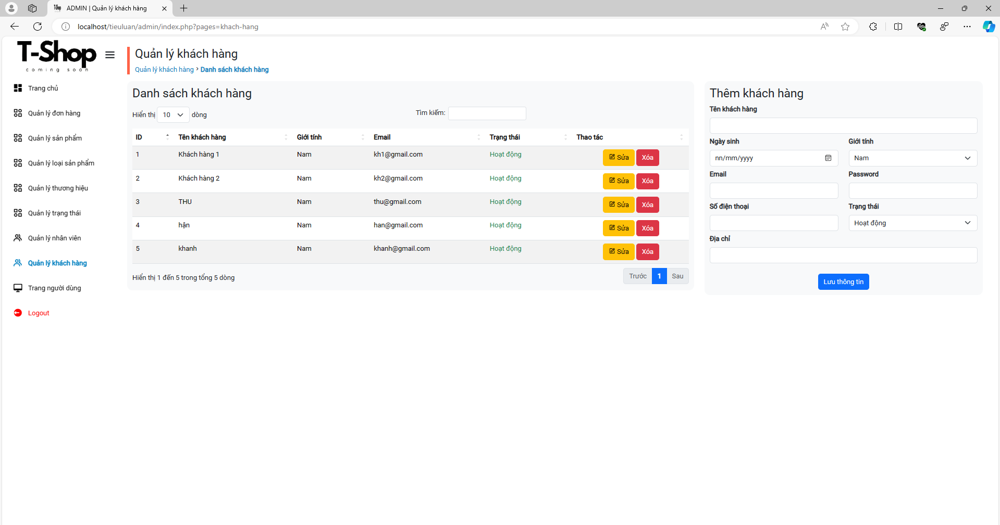 ADMIN | Quản lý khách hàng
localhost/tieuluan/admin/index.php?pages=khach-hang
T-Shop
coming soon
Trang chủ
Quản lý đơn hàng
Quản lý sản phẩm
Quản lý loại sản phẩm
Quản lý thương hiệu
Quản lý trạng thái
Quản lý nhân viên
Quản lý khách hàng
Trang người dùng
Logout
Quản lý khách hàng
Quản lý khách hàng › Danh sách khách hàng
Danh sách khách hàng
Hiển thị 10 dòng
Tìm kiếm:
ID Tên khách hàng Giới tính Email Trạng thái Thao tác
1 Khách hàng 1 Nam kh1@gmail.com Hoạt động Sửa Xóa
2 Khách hàng 2 Nam kh2@gmail.com Hoạt động Sửa Xóa
3 THU Nam thu@gmail.com Hoạt động Sửa Xóa
4 hận Nam han@gmail.com Hoạt động Sửa Xóa
5 khanh Nam khanh@gmail.com Hoạt động Sửa Xóa
Hiển thị 1 đến 5 trong tổng 5 dòng
Trước 1 Sau
Thêm khách hàng
Tên khách hàng
Ngày sinh Giới tính
nn/mm/yyyy Nam
Email Password
Số điện thoại Trạng thái
Hoạt động
Địa chỉ
Lưu thông tin